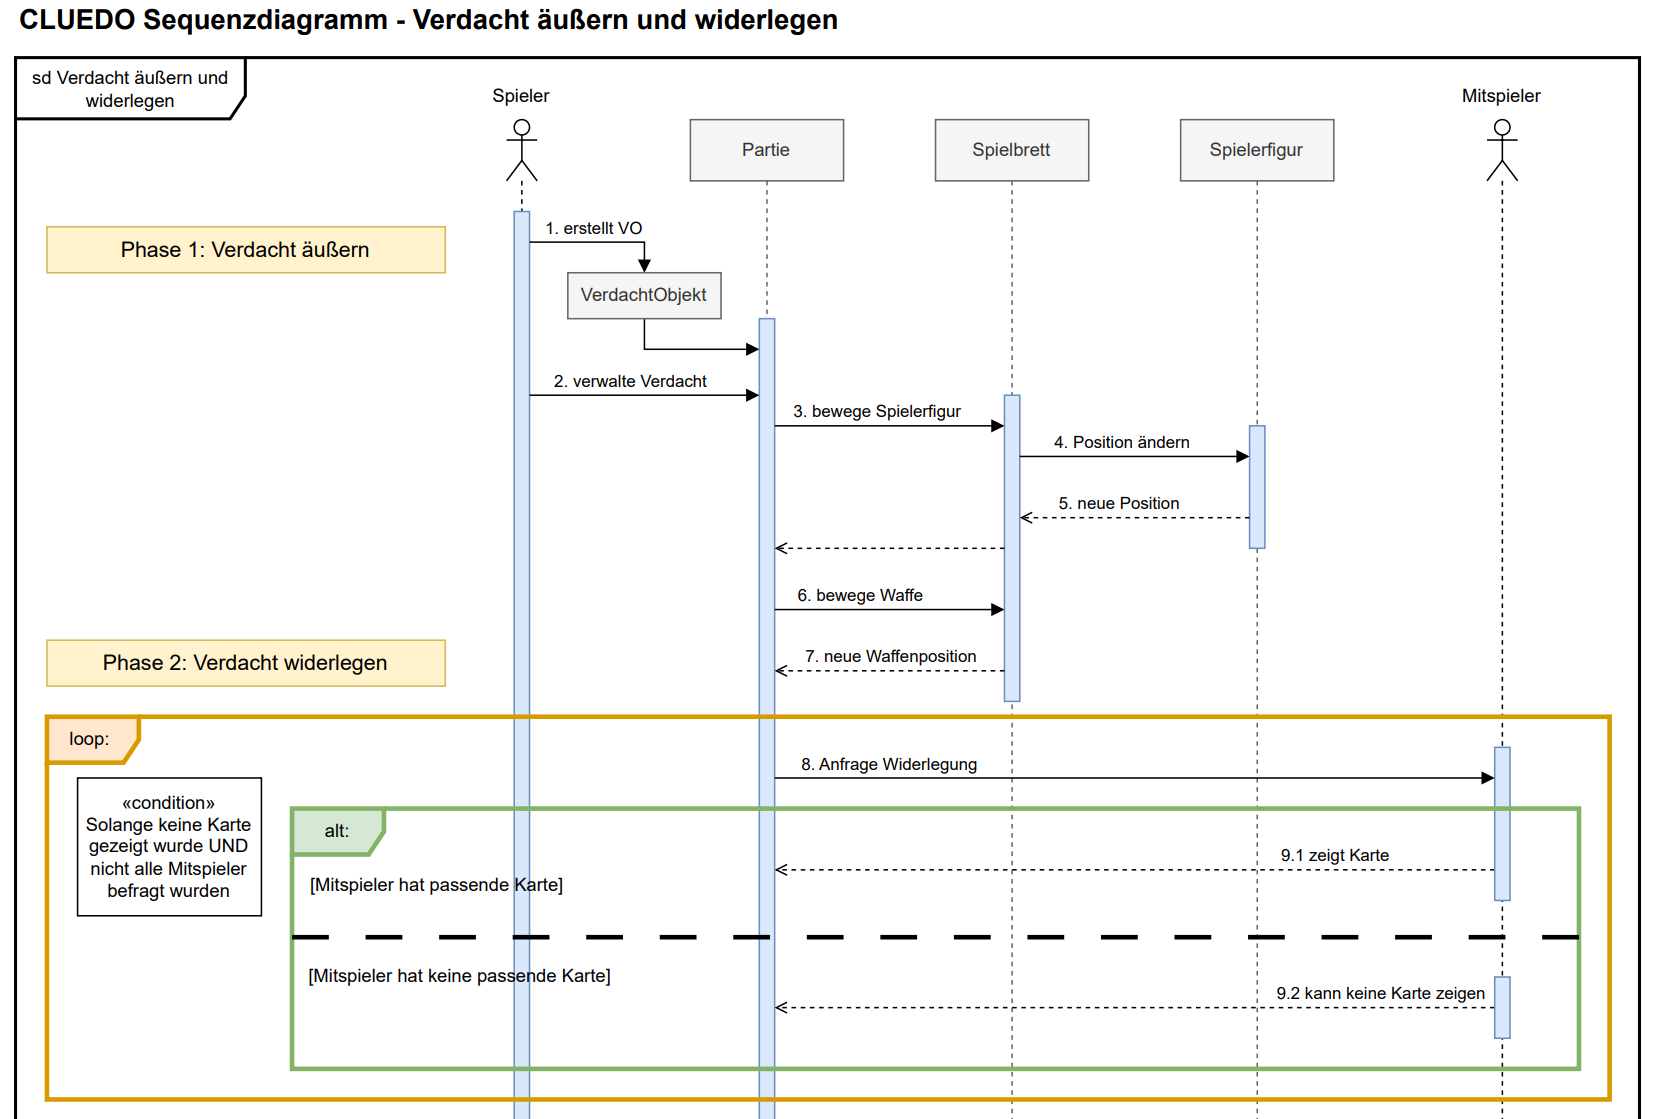 CLUEDO Sequenzdiagramm - Verdacht äußern und widerlegen
sd Verdacht äußern und
widerlegen
Spieler
Partie
Spielbrett
Spielerfigur
Mitspieler
Phase 1: Verdacht äußern
1. erstellt VO
VerdachtObjekt
2. verwalte Verdacht
3. bewege Spielerfigur
4. Position ändern
5. neue Position
6. bewege Waffe
Phase 2: Verdacht widerlegen
7. neue Waffenposition
loop:
8. Anfrage Widerlegung
«condition»
Solange keine Karte
gezeigt wurde UND
nicht alle Mitspieler
befragt wurden
alt:
9.1 zeigt Karte
[Mitspieler hat passende Karte]
[Mitspieler hat keine passende Karte]
9.2 kann keine Karte zeigen